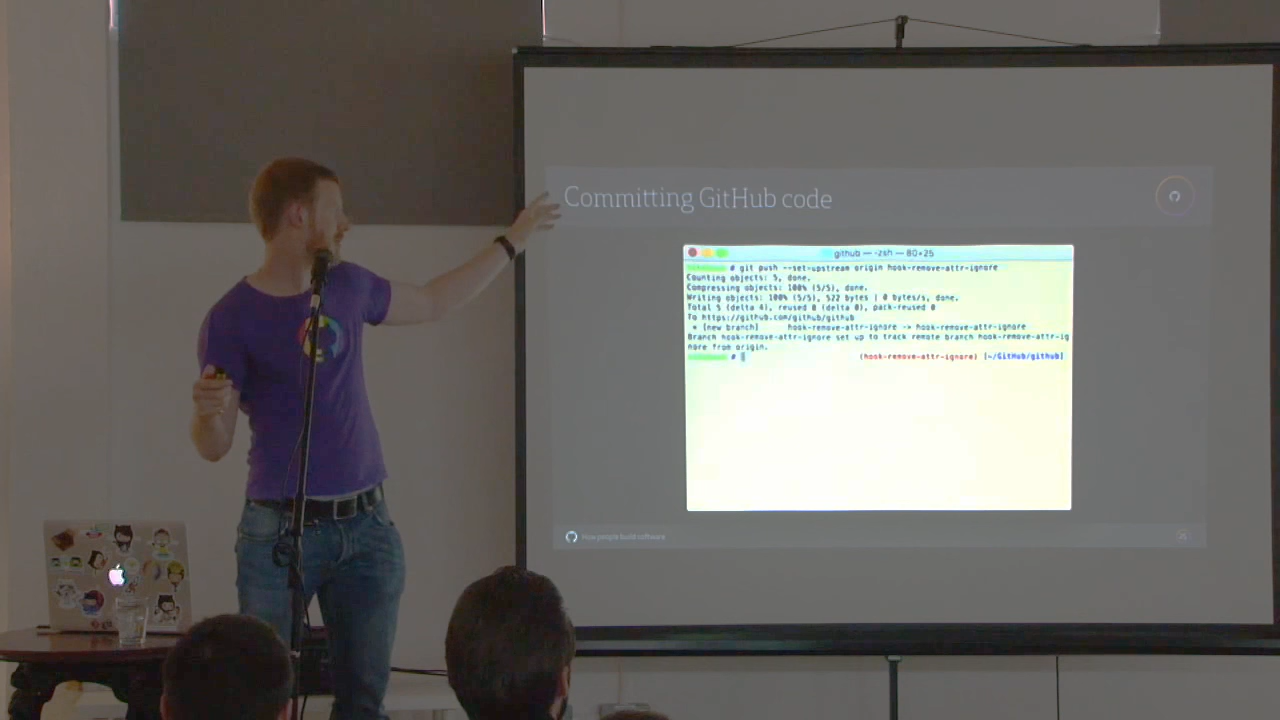 Committing GitHub code
github — -zsh — 80×25
# git push --set-upstream origin hook-remove-attr-ignore
Counting objects: 5, done.
Compressing objects: 100% (5/5), done.
Writing objects: 100% (5/5), 522 bytes | 0 bytes/s, done.
Total 5 (delta 4), reused 0 (delta 0), pack-reused 0
To https://github.com/github/github
* [new branch] hook-remove-attr-ignore -> hook-remove-attr-ignore
Branch hook-remove-attr-ignore set up to track remote branch hook-remove-attr-ig
nore from origin.
# (hook-remove-attr-ignore) [~/GitHub/github]
How people build software